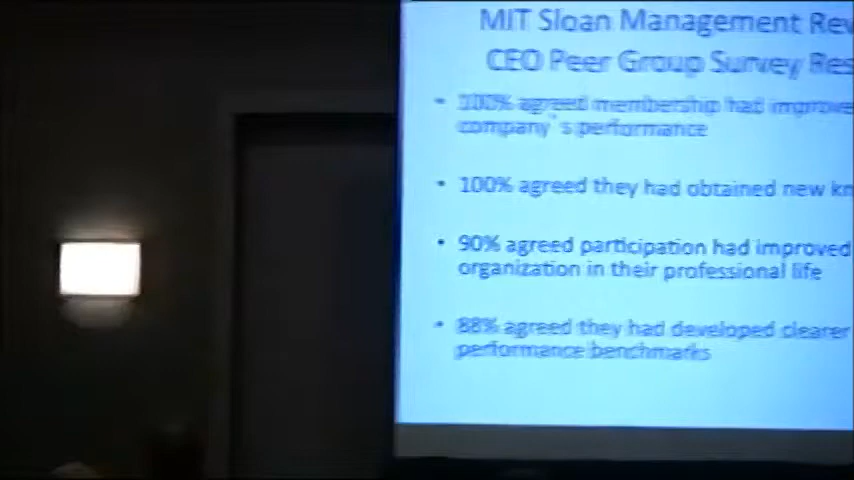 MIT Sloan Management Rev
CEO Peer Group Survey Res
• 100% agreed membership had improve
company's performance
• 100% agreed they had obtained new kn
• 90% agreed participation had improved
organization in their professional life
• 88% agreed they had developed clearer
performance benchmarks